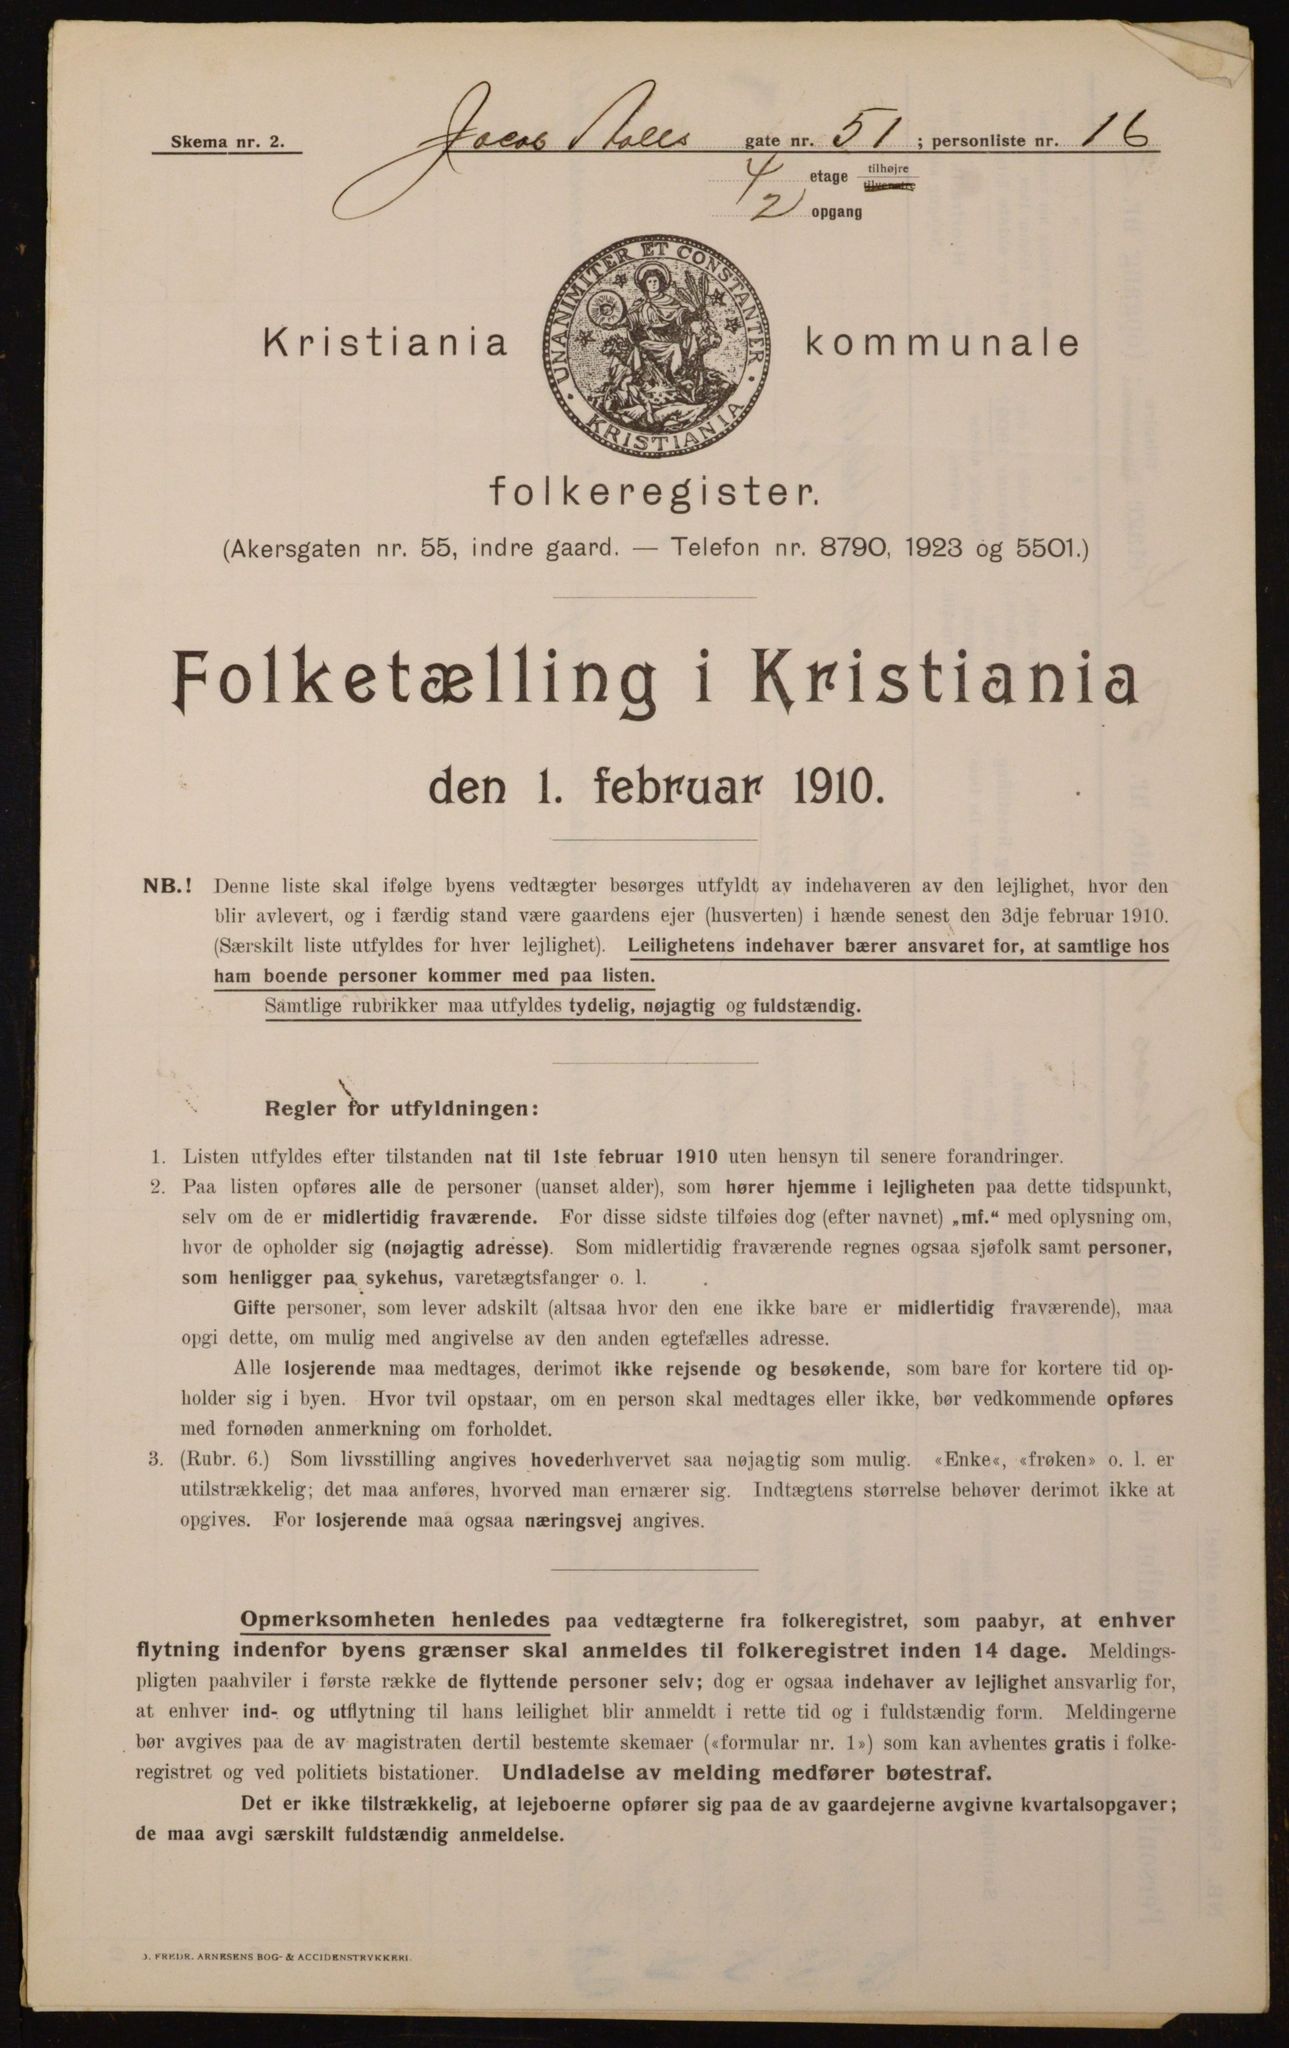 Skema nr. 2. Jacob Aalls gate nr. 51 ; personliste nr. 16
4 etage tilhøjre tilvenstre
2 opgang
UNANIMITER ET CONSTANTER
KRISTIANIA
Kristiania kommunale
folkeregister.
(Akersgaten nr. 55, indre gaard. — Telefon nr. 8790, 1923 og 5501.)
Folketælling i Kristiania
den 1. februar 1910.
NB.! Denne liste skal ifølge byens vedtægter besørges utfyldt av indehaveren av den lejlighet, hvor den
blir avlevert, og i færdig stand være gaardens ejer (husverten) i hænde senest den 3dje februar 1910.
(Særskilt liste utfyldes for hver lejlighet). Leilighetens indehaver bærer ansvaret for, at samtlige hos
ham boende personer kommer med paa listen.
Samtlige rubrikker maa utfyldes tydelig, nøjagtig og fuldstændig.
Regler for utfyldningen:
1. Listen utfyldes efter tilstanden nat til 1ste februar 1910 uten hensyn til senere forandringer.
2. Paa listen opføres alle de personer (uanset alder), som hører hjemme i lejligheten paa dette tidspunkt,
selv om de er midlertidig fraværende. For disse sidste tilføies dog (efter navnet) „mf.“ med oplysning om,
hvor de opholder sig (nøjagtig adresse). Som midlertidig fraværende regnes ogsaa sjøfolk samt personer,
som henligger paa sykehus, varetægtsfanger o. l.
Gifte personer, som lever adskilt (altsaa hvor den ene ikke bare er midlertidig fraværende), maa
opgi dette, om mulig med angivelse av den anden egtefælles adresse.
Alle losjerende maa medtages, derimot ikke rejsende og besøkende, som bare for kortere tid op-
holder sig i byen. Hvor tvil opstaar, om en person skal medtages eller ikke, bør vedkommende opføres
med fornøden anmerkning om forholdet.
3. (Rubr. 6.) Som livsstilling angives hovederhvervet saa nøjagtig som mulig. «Enke«, «frøken» o. l. er
utilstrækkelig; det maa anføres, hvorved man ernærer sig. Indtægtens størrelse behøver derimot ikke at
opgives. For losjerende maa ogsaa næringsvej angives.
Opmerksomheten henledes paa vedtægterne fra folkeregistret, som paabyr, at enhver
flytning indenfor byens grænser skal anmeldes til folkeregistret inden 14 dage. Meldings-
pligten paahviler i første række de flyttende personer selv; dog er ogsaa indehaver av lejlighet ansvarlig for,
at enhver ind- og utflytning til hans leilighet blir anmeldt i rette tid og i fuldstændig form. Meldingerne
bør avgives paa de av magistraten dertil bestemte skemaer («formular nr. 1») som kan avhentes gratis i folke-
registret og ved politiets bistationer. Undladelse av melding medfører bøtestraf.
Det er ikke tilstrækkelig, at lejeboerne opfører sig paa de av gaardejerne avgivne kvartalsopgaver;
de maa avgi særskilt fuldstændig anmeldelse.
J. FREDR. ARNESENS BOG- & ACCIDENSTRYKKERI.